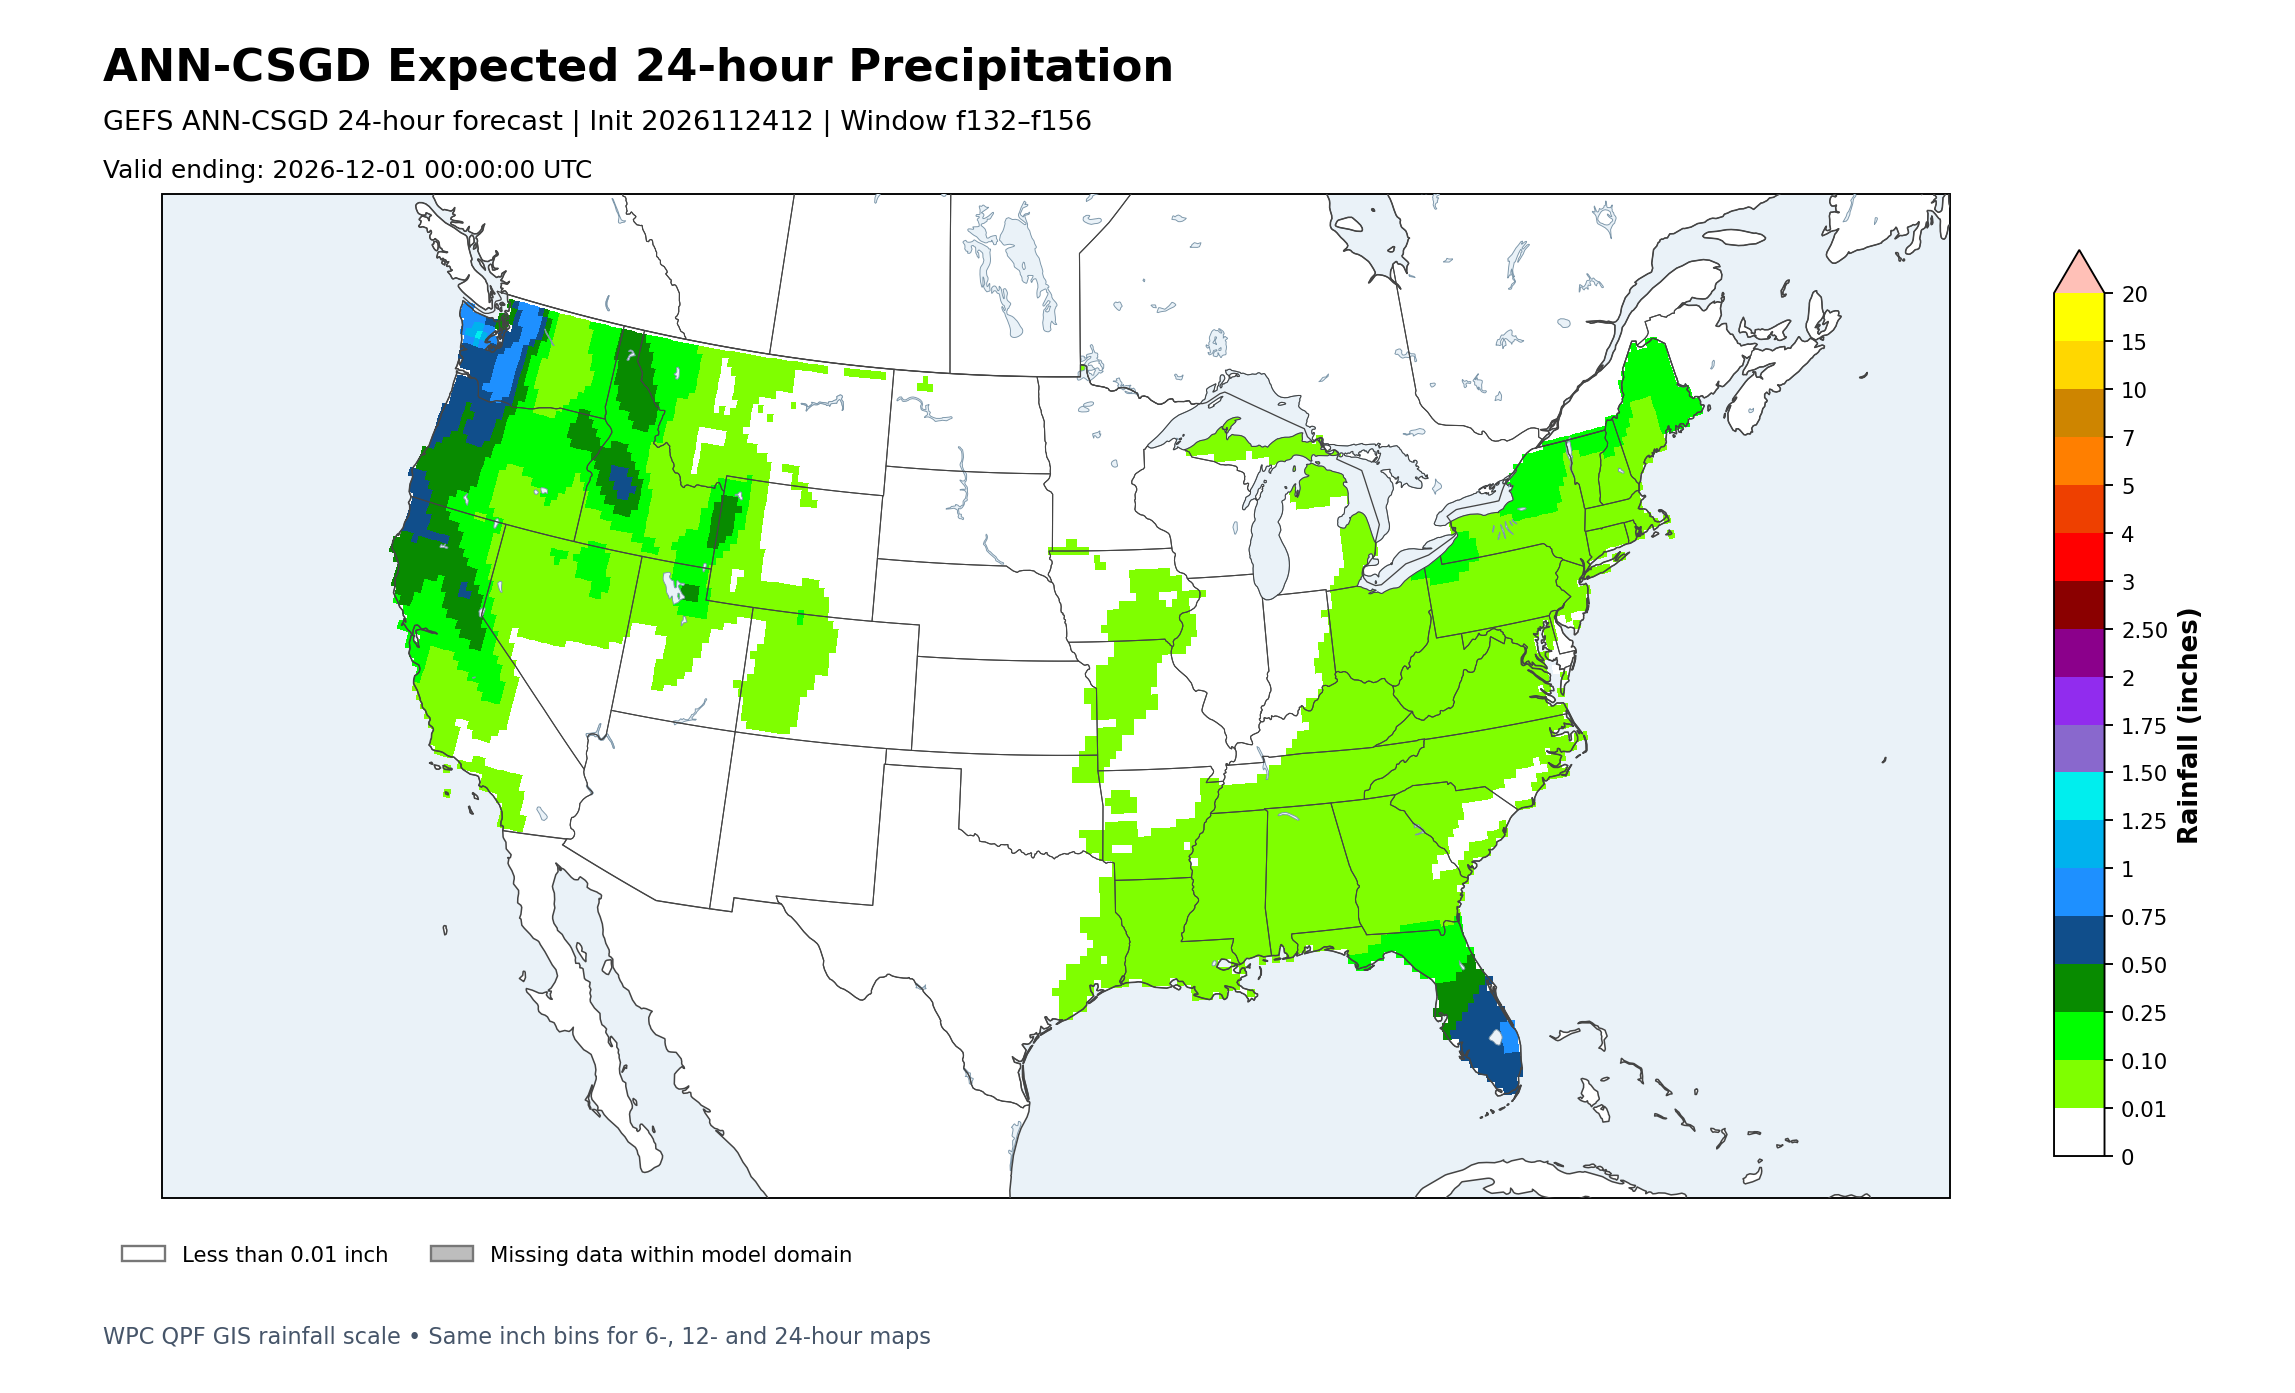 ANN-CSGD Expected 24-hour Precipitation
GEFS ANN-CSGD 24-hour forecast | Init 2026112412 | Window f132–f156
Valid ending: 2026-12-01 00:00:00 UTC
20
15
10
7
5
4
3
2.50
2
1.75
1.50
1.25
1
0.75
0.50
0.25
0.10
0.01
0
Rainfall (inches)
Less than 0.01 inch
Missing data within model domain
WPC QPF GIS rainfall scale • Same inch bins for 6-, 12- and 24-hour maps